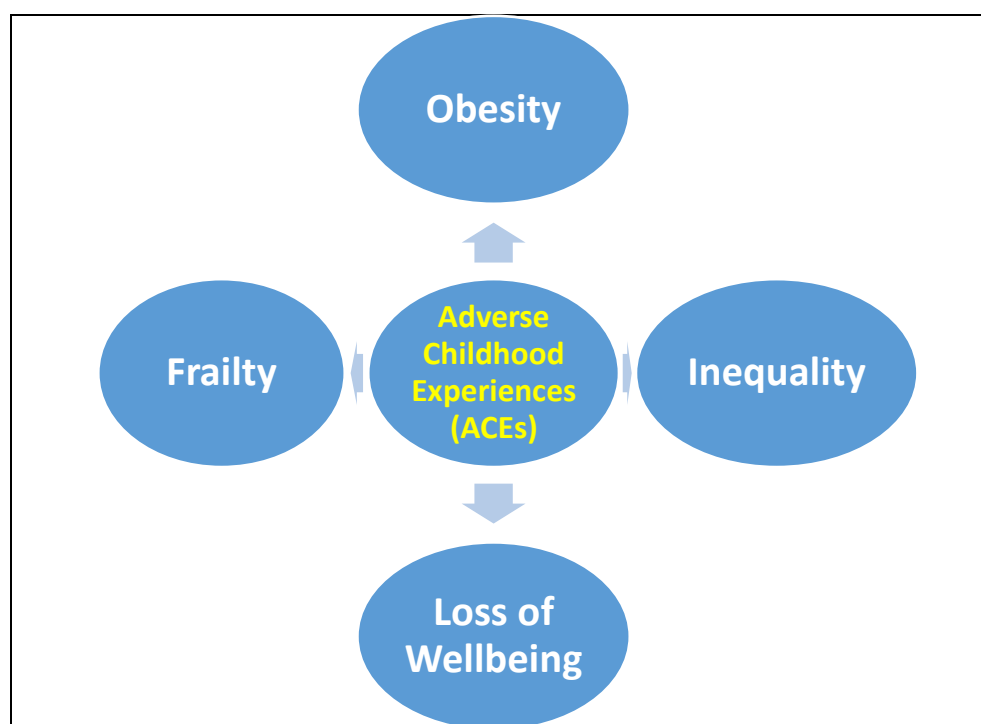 Obesity
Frailty
Adverse
Childhood
Experiences
(ACEs)
Inequality
Loss of
Wellbeing